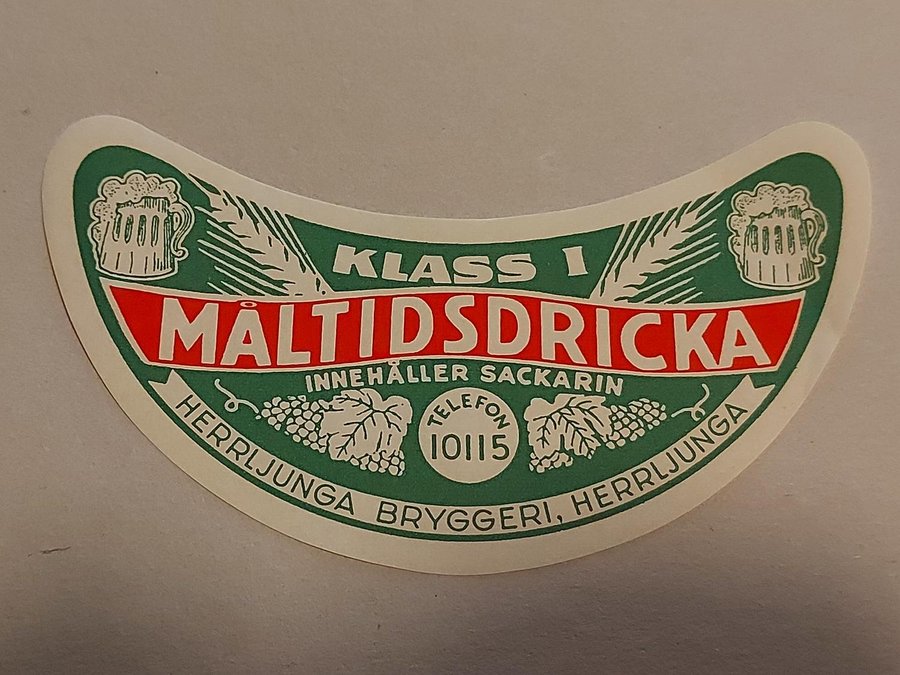 KLASS I
MÅLTIDSDRICKA
INNEHÅLLER SACKARIN
TELEFON
10115
HERRLJUNGA BRYGGERI, HERRLJUNGA